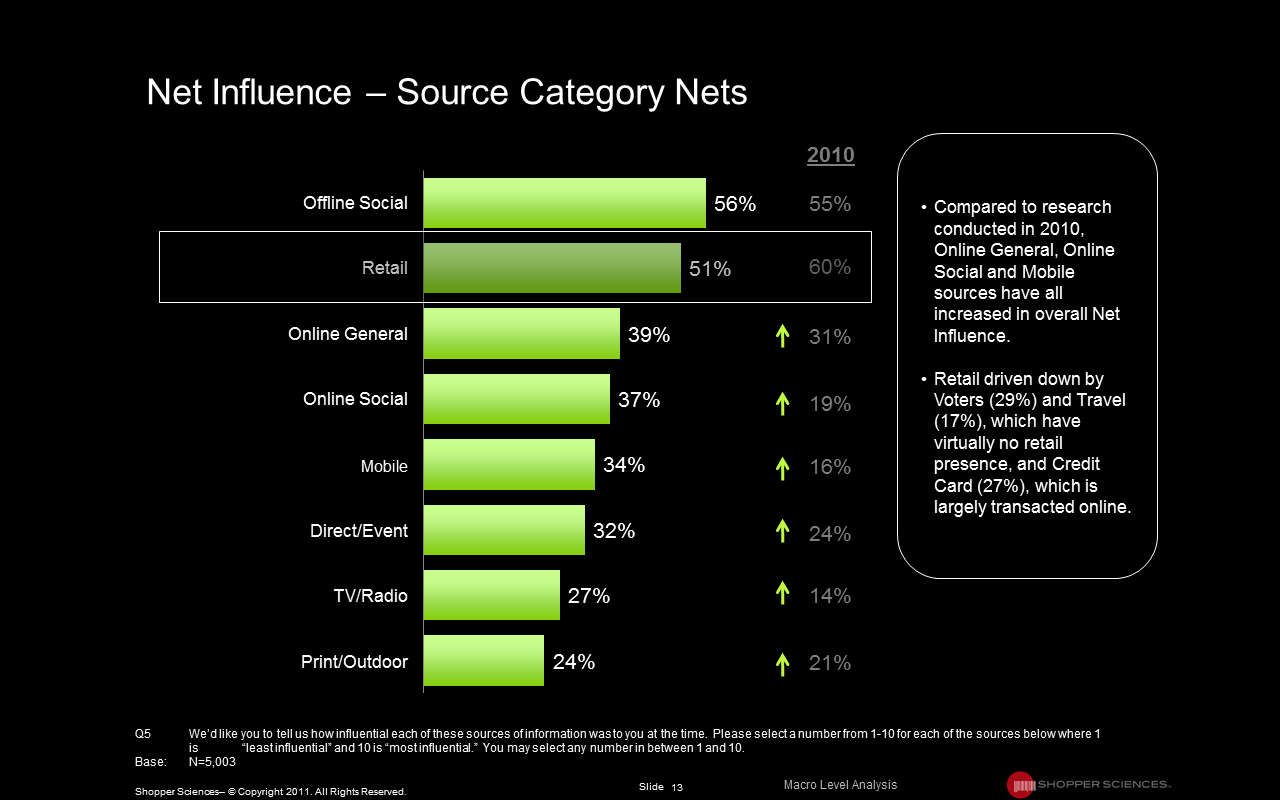 Net Influence – Source Category Nets
2010
Offline Social 56% 55%
Retail 51% 60%
Online General 39% 31%
Online Social 37% 19%
Mobile 34% 16%
Direct/Event 32% 24%
TV/Radio 27% 14%
Print/Outdoor 24% 21%
• Compared to research
conducted in 2010,
Online General, Online
Social and Mobile
sources have all
increased in overall Net
Influence.
• Retail driven down by
Voters (29%) and Travel
(17%), which have
virtually no retail
presence, and Credit
Card (27%), which is
largely transacted online.
Q5 We’d like you to tell us how influential each of these sources of information was to you at the time. Please select a number from 1-10 for each of the sources below where 1
is “least influential” and 10 is “most influential.” You may select any number in between 1 and 10.
Base: N=5,003
Shopper Sciences– © Copyright 2011. All Rights Reserved.
Slide 13
Macro Level Analysis
SHOPPER SCIENCES